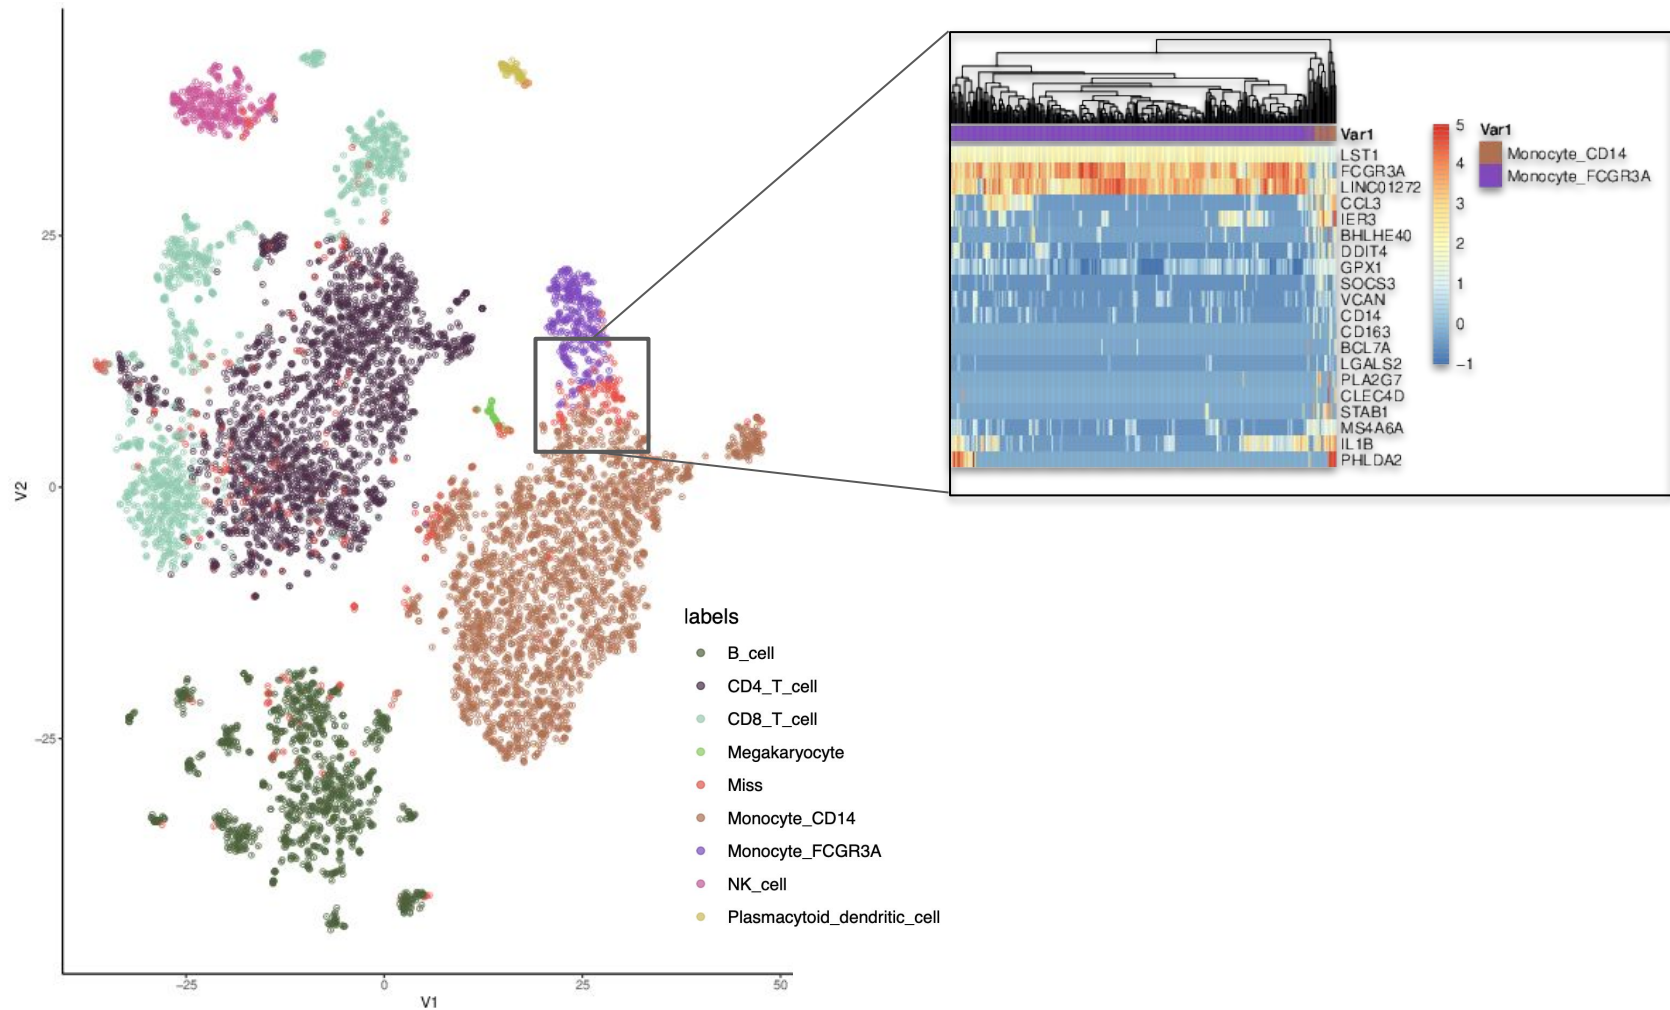 V2
25
0
−25
−25
0
25
50
V1
labels
B_cell
CD4_T_cell
CD8_T_cell
Megakaryocyte
Miss
Monocyte_CD14
Monocyte_FCGR3A
NK_cell
Plasmacytoid_dendritic_cell
Var1
LST1
FCGR3A
LINC01272
CCL3
IER3
BHLHE40
DDIT4
GPX1
SOCS3
VCAN
CD14
CD163
BCL7A
LGALS2
PLA2G7
CLEC4D
STAB1
MS4A6A
IL1B
PHLDA2
5
4
3
2
1
0
−1
Var1
Monocyte_CD14
Monocyte_FCGR3A